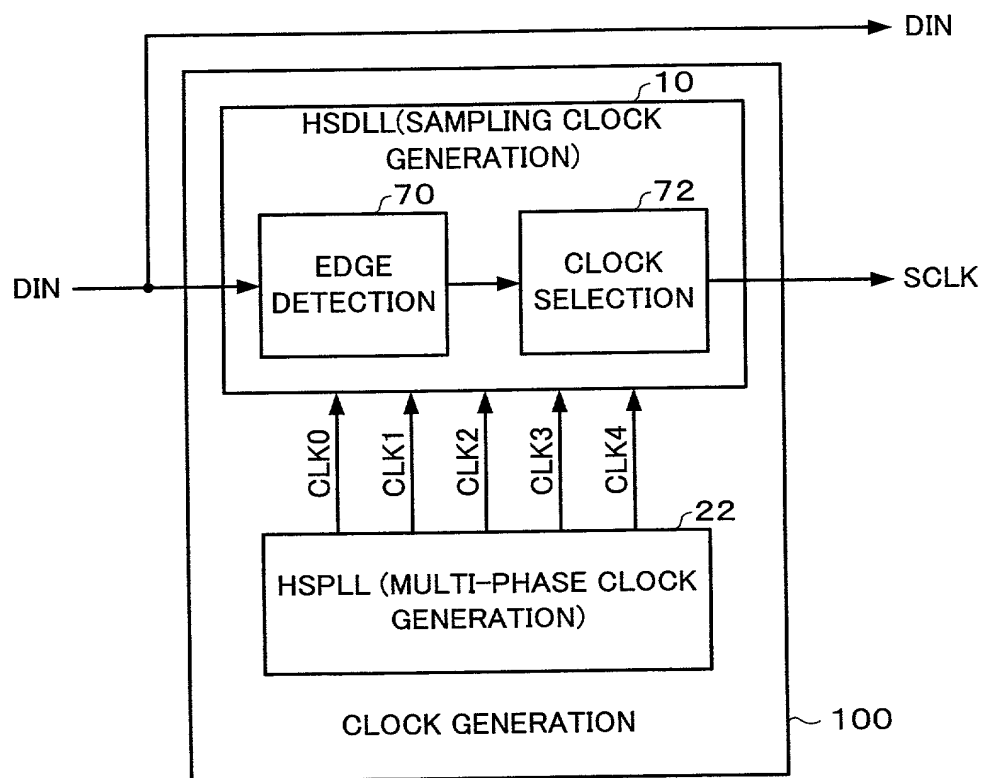 DIN
10
HSDLL(SAMPLING CLOCK
GENERATION)
70
72
EDGE
DETECTION
CLOCK
SELECTION
DIN
SCLK
CLK0
CLK1
CLK2
CLK3
CLK4
22
HSPLL (MULTI-PHASE CLOCK
GENERATION)
CLOCK GENERATION
100